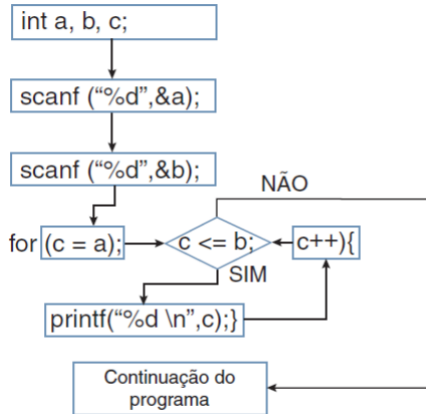 int a, b, c;
scanf (“%d”,&a);
scanf (“%d”,&b);
NÃO
for (c = a); c <= b; c++){
SIM
printf(“%d \n”,c);}
Continuação do
programa